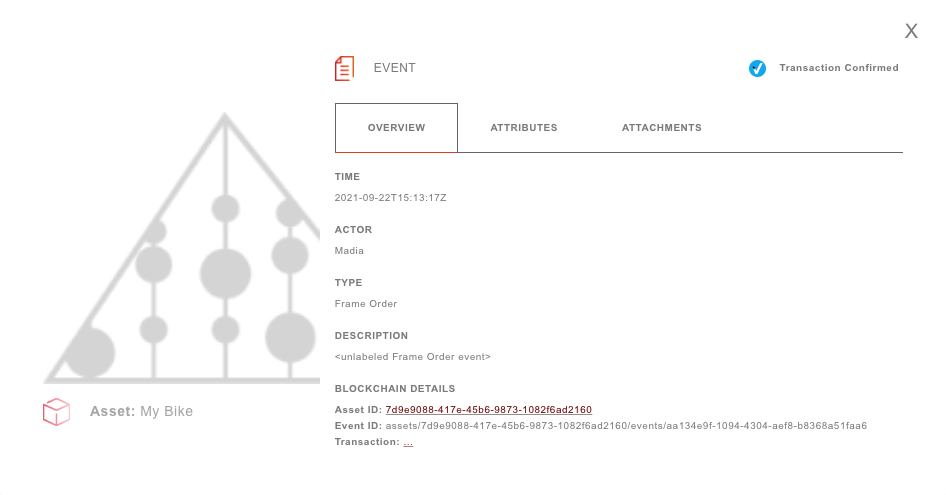 X
EVENT
Transaction Confirmed
OVERVIEW
ATTRIBUTES
ATTACHMENTS
TIME
2021-09-22T15:13:17Z
ACTOR
Madia
TYPE
Frame Order
DESCRIPTION
<unlabeled Frame Order event>
BLOCKCHAIN DETAILS
Asset ID: 7d9e9088-417e-45b6-9873-1082f6ad2160
Event ID: assets/7d9e9088-417e-45b6-9873-1082f6ad2160/events/aa134e9f-1094-4304-aef8-b8368a51faa6
Transaction: ...
Asset: My Bike